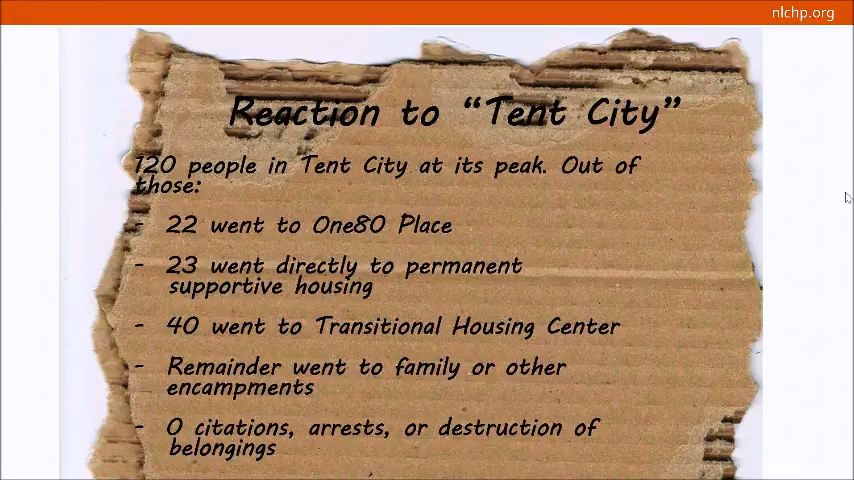 nlchp.org
Reaction to “Tent City”
120 people in Tent City at its peak. Out of
those:
- 22 went to One80 Place
- 23 went directly to permanent
supportive housing
- 40 went to Transitional Housing Center
- Remainder went to family or other
encampments
- 0 citations, arrests, or destruction of
belongings